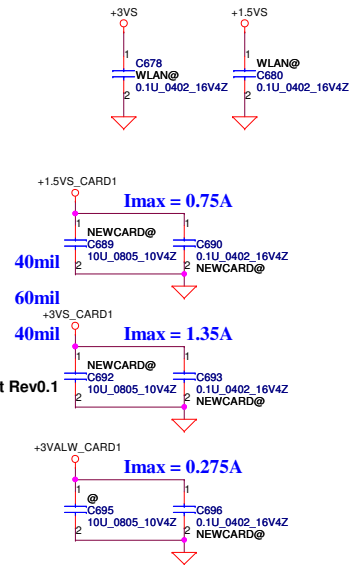 +3VS
+1.5VS
1
C678
WLAN@
0.1U_0402_16V4Z
2
1
WLAN@
C680
0.1U_0402_16V4Z
2
+1.5VS_CARD1
Imax = 0.75A
1
NEWCARD@
C689
10U_0805_10V4Z
2
1
C690
0.1U_0402_16V4Z
NEWCARD@
2
40mil
60mil
+3VS_CARD1
40mil
Imax = 1.35A
1
NEWCARD@
C692
10U_0805_10V4Z
2
1
C693
0.1U_0402_16V4Z
NEWCARD@
2
t Rev0.1
+3VALW_CARD1
Imax = 0.275A
1
@
C695
10U_0805_10V4Z
2
1
C696
0.1U_0402_16V4Z
NEWCARD@
2